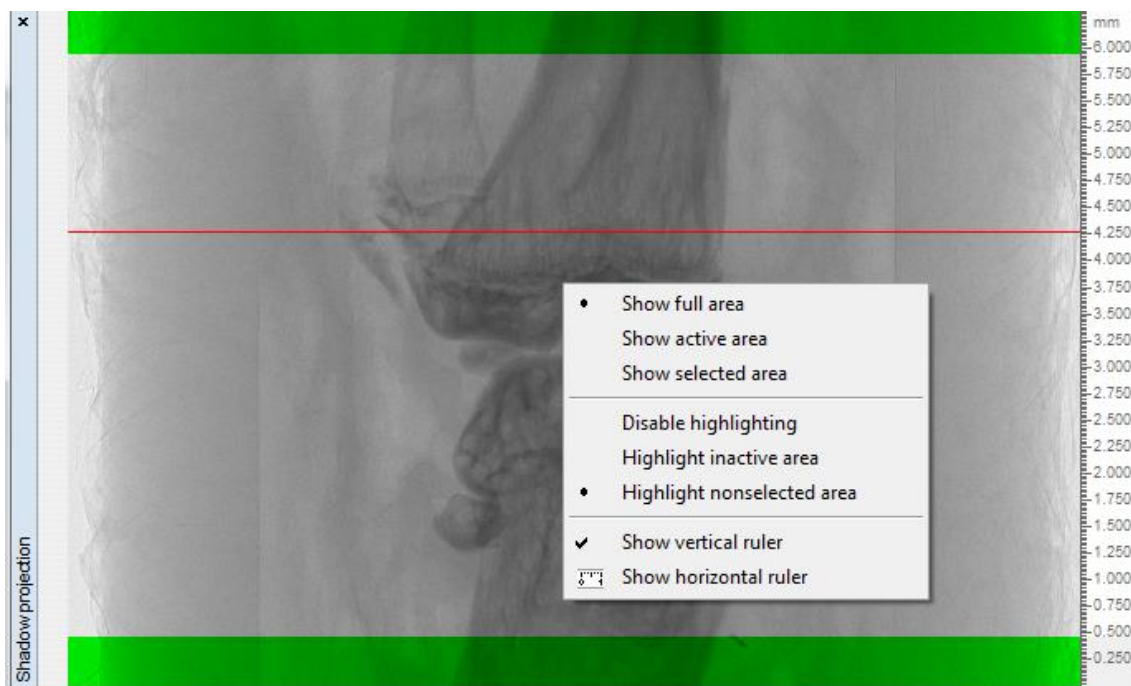 Shadow projection
mm
6.000
5.750
5.500
5.250
5.000
4.750
4.500
4.250
4.000
3.750
3.500
3.250
3.000
2.750
2.500
2.250
2.000
1.750
1.500
1.250
1.000
0.750
0.500
0.250
Show full area
Show active area
Show selected area
Disable highlighting
Highlight inactive area
Highlight nonselected area
Show vertical ruler
Show horizontal ruler